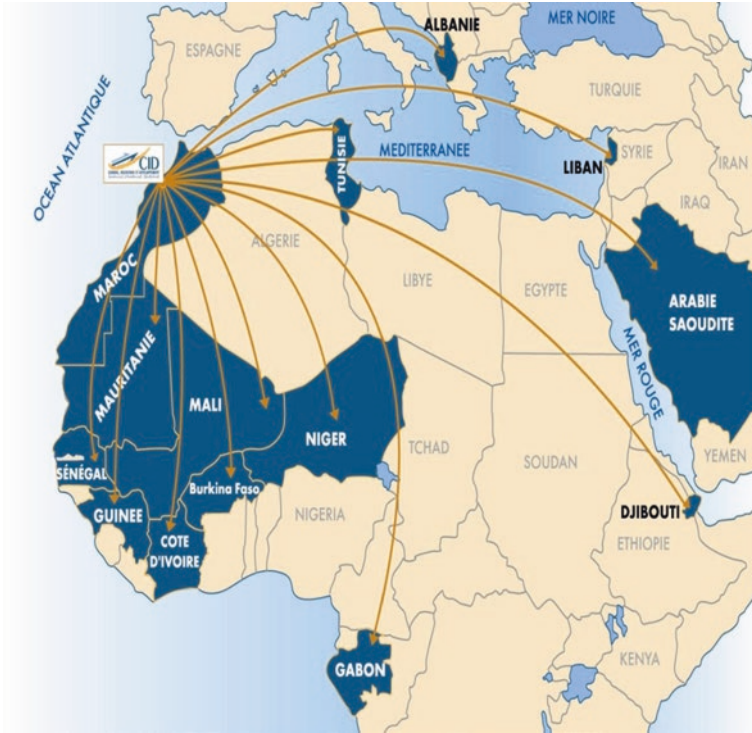 ALBANIE
MER NOIRE
ESPAGNE
TURQUIE
OCEAN ATLANTIQUE
CID
MEDITERRANEE
TUNISIE
LIBAN
SYRIE
IRAN
IRAQ
ALGERIE
MAROC
LIBYE
EGYPTE
ARABIE
SAOUDITE
MER ROUGE
MAURITANIE
MALI
NIGER
TCHAD
SOUDAN
YEMEN
SÉNÉGAL
Burkina Faso
GUINEE
COTE
D'IVOIRE
NIGERIA
DJIBOUTI
ETHIOPIE
GABON
KENYA